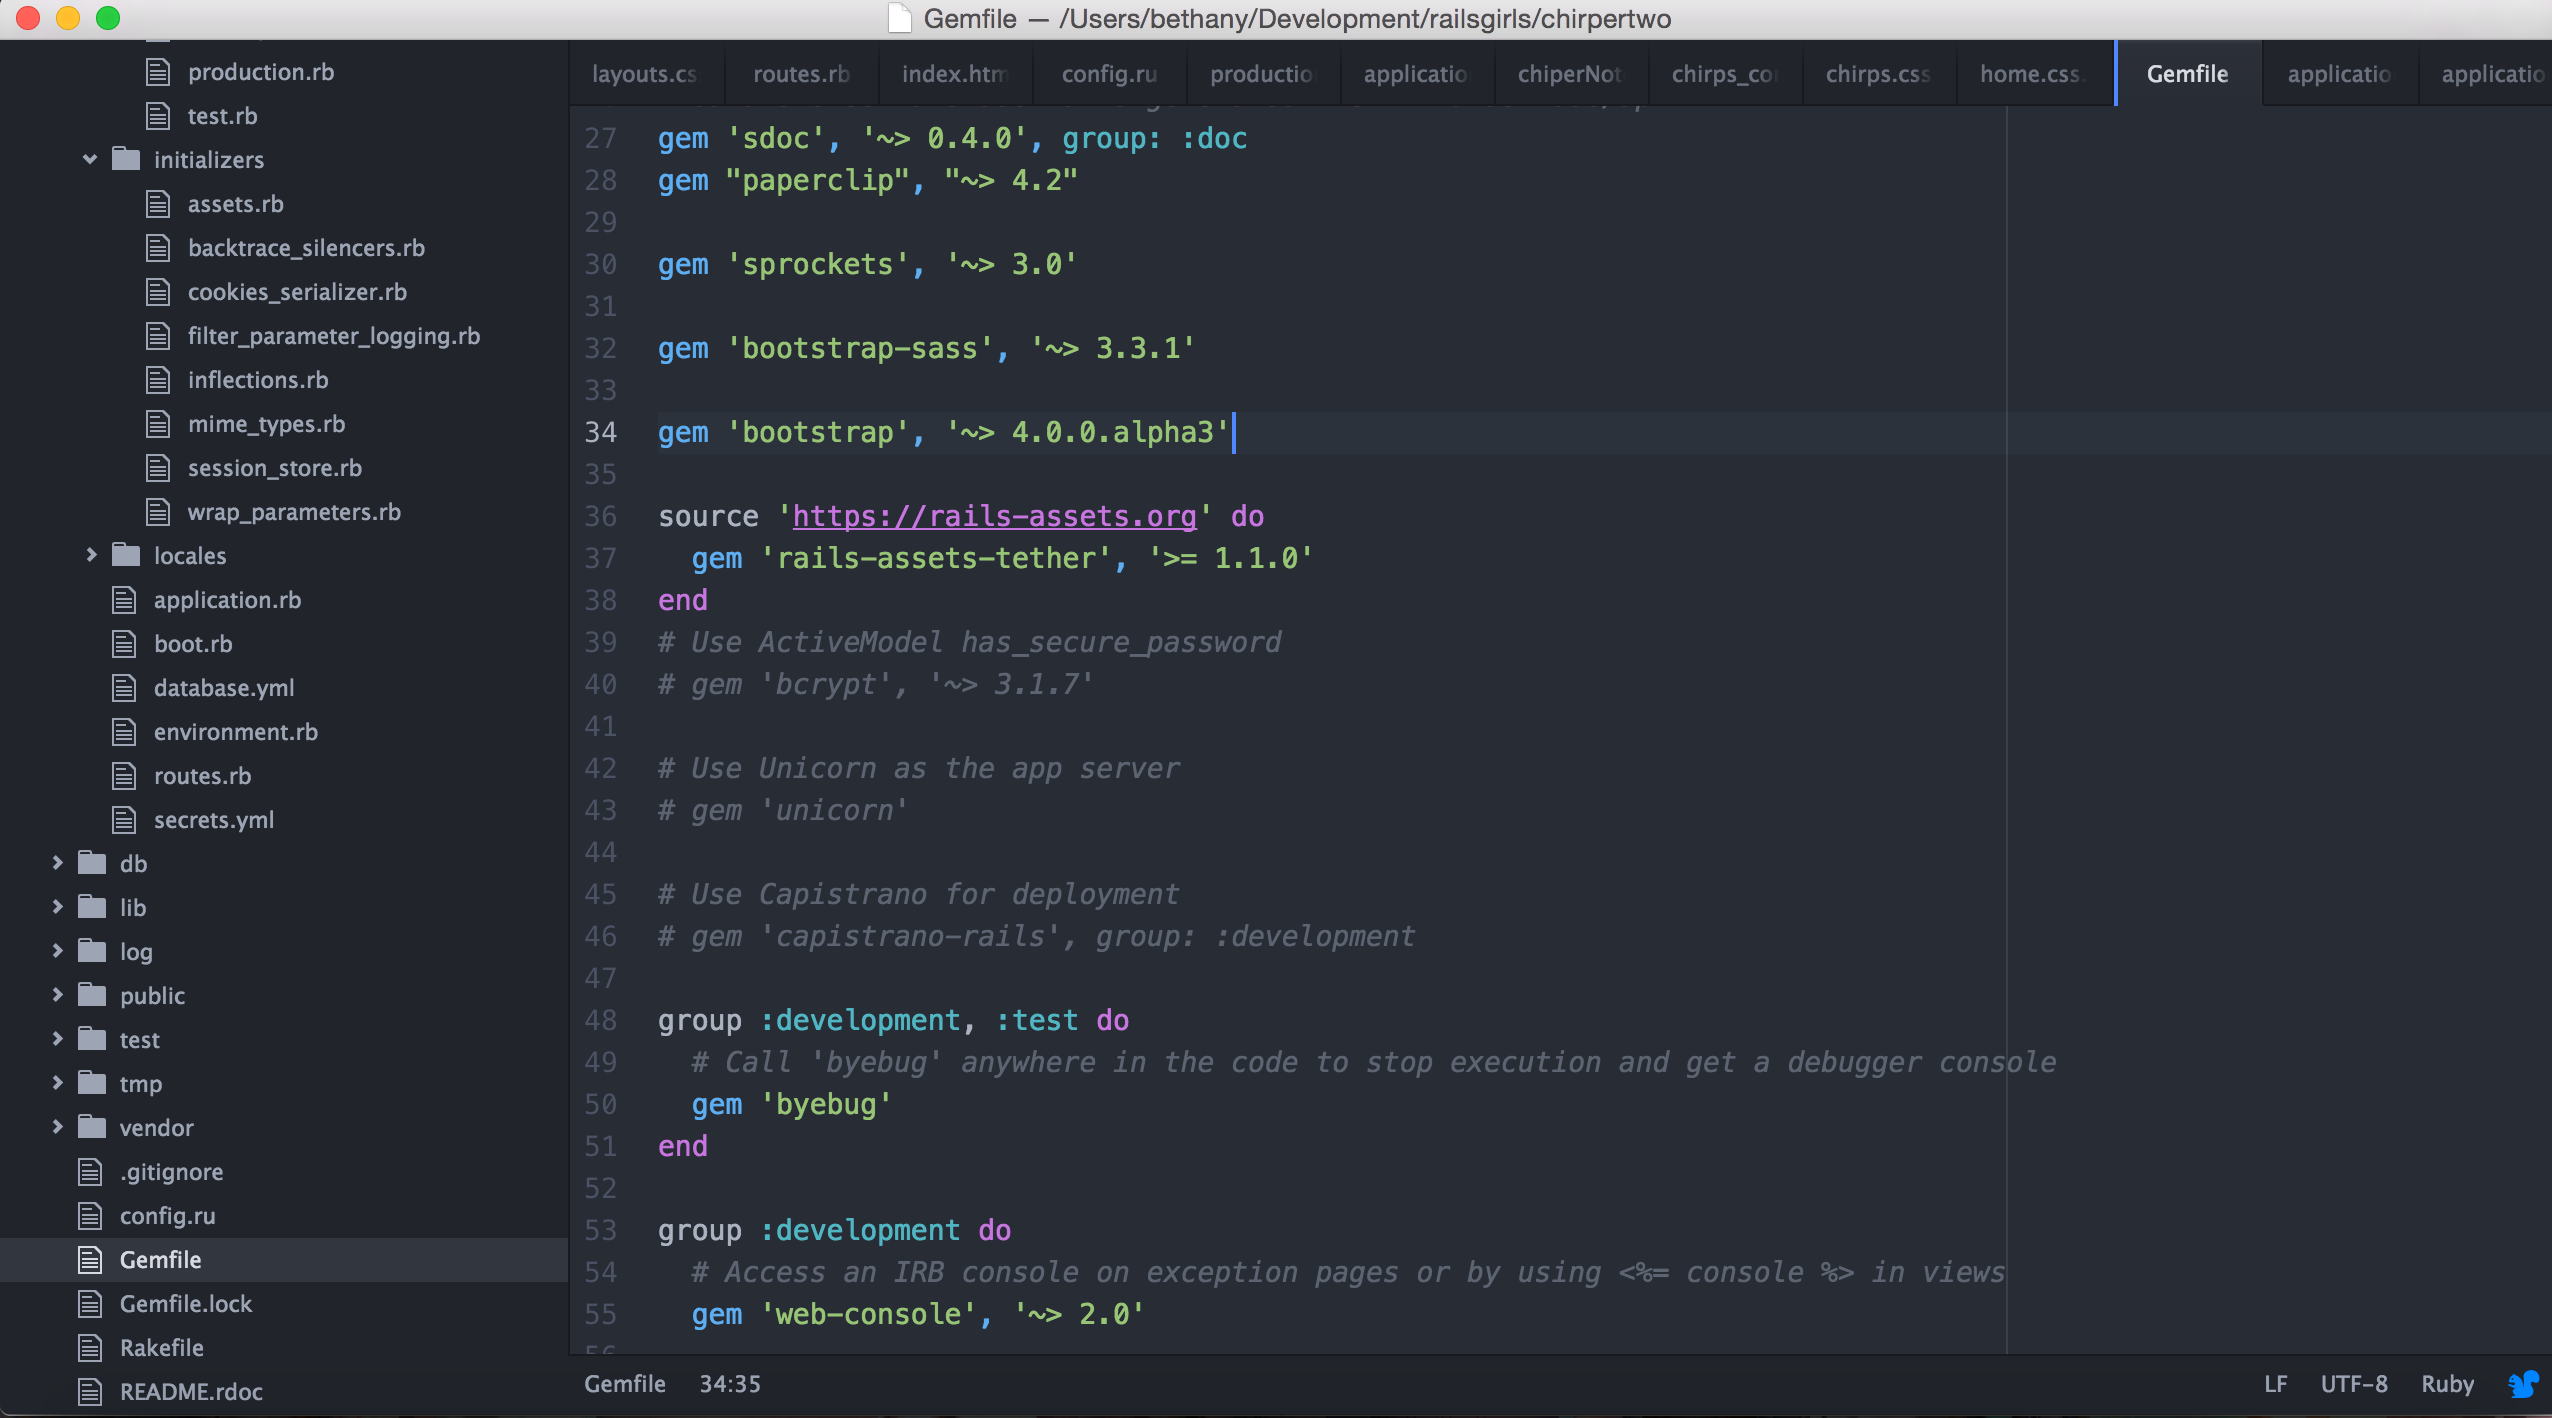 Gemfile — /Users/bethany/Development/railsgirls/chirpertwo
production.rb
test.rb
initializers
assets.rb
backtrace_silencers.rb
cookies_serializer.rb
filter_parameter_logging.rb
inflections.rb
mime_types.rb
session_store.rb
wrap_parameters.rb
locales
application.rb
boot.rb
database.yml
environment.rb
routes.rb
secrets.yml
db
lib
log
public
test
tmp
vendor
.gitignore
config.ru
Gemfile
Gemfile.lock
Rakefile
README.rdoc
layouts.cs routes.rb index.htm config.ru productio applicatio chiperNot chirps_co chirps.css home.css. Gemfile applicatio applicatio
27 gem 'sdoc', '~> 0.4.0', group: :doc
28 gem "paperclip", "~> 4.2"
29
30 gem 'sprockets', '~> 3.0'
31
32 gem 'bootstrap-sass', '~> 3.3.1'
33
34 gem 'bootstrap', '~> 4.0.0.alpha3'
35
36 source 'https://rails-assets.org' do
37 gem 'rails-assets-tether', '>= 1.1.0'
38 end
39 # Use ActiveModel has_secure_password
40 # gem 'bcrypt', '~> 3.1.7'
41
42 # Use Unicorn as the app server
43 # gem 'unicorn'
44
45 # Use Capistrano for deployment
46 # gem 'capistrano-rails', group: :development
47
48 group :development, :test do
49 # Call 'byebug' anywhere in the code to stop execution and get a debugger console
50 gem 'byebug'
51 end
52
53 group :development do
54 # Access an IRB console on exception pages or by using <%= console %> in views
55 gem 'web-console', '~> 2.0'
56
Gemfile 34:35 LF UTF-8 Ruby